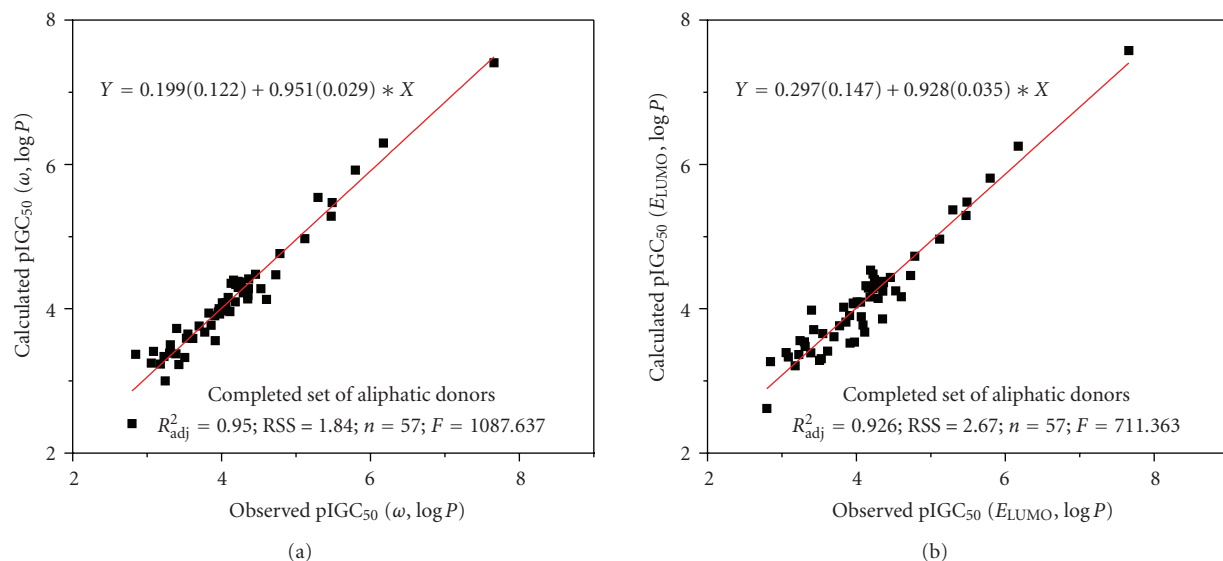 8
6
4
2
Calculated pIGC₅₀ (ω, log P)
Y = 0.199(0.122) + 0.951(0.029) ∗ X
Completed set of aliphatic donors
R²adj = 0.95; RSS = 1.84; n = 57; F = 1087.637
2 4 6 8
Observed pIGC₅₀ (ω, log P)
(a)
8
6
4
2
Calculated pIGC₅₀ (E_LUMO, log P)
Y = 0.297(0.147) + 0.928(0.035) ∗ X
Completed set of aliphatic donors
R²adj = 0.926; RSS = 2.67; n = 57; F = 711.363
2 4 6 8
Observed pIGC₅₀ (E_LUMO, log P)
(b)